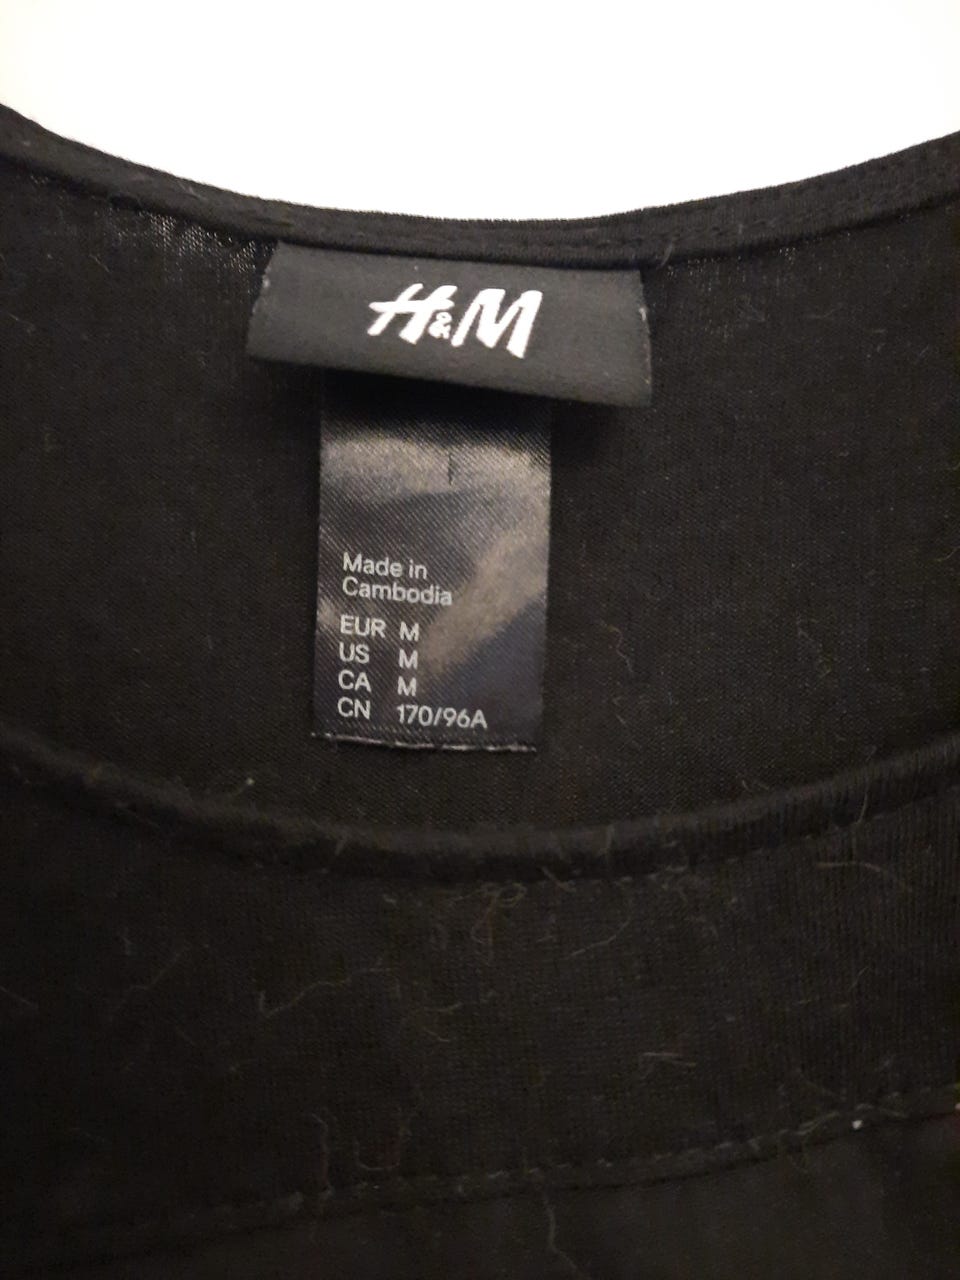 H&M
Made in
Cambodia
EUR M
US M
CA M
CN 170/96A